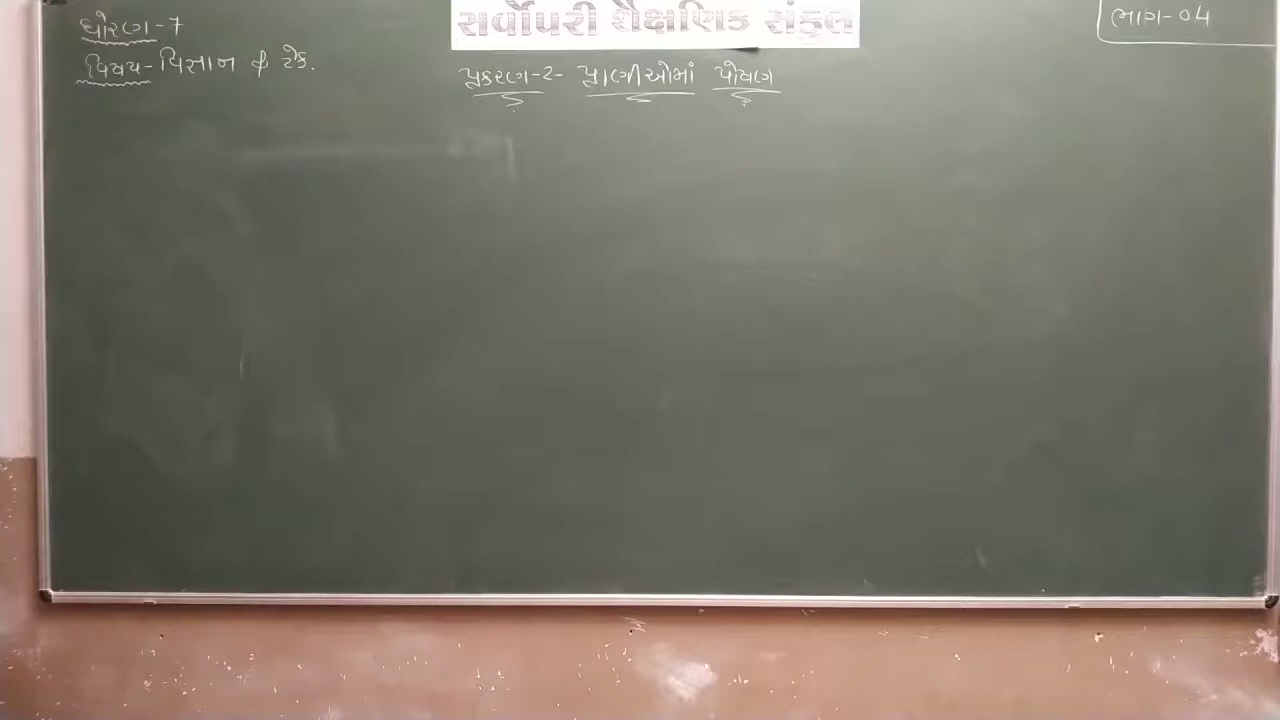 ધોરણ-7
સર્વોપરી શૈક્ષણિક સંકુલ
ભાગ-04
વિષય-વિજ્ઞાન & ટેક.
પ્રકરણ-2- પ્રાણીઓમાં પોષણ